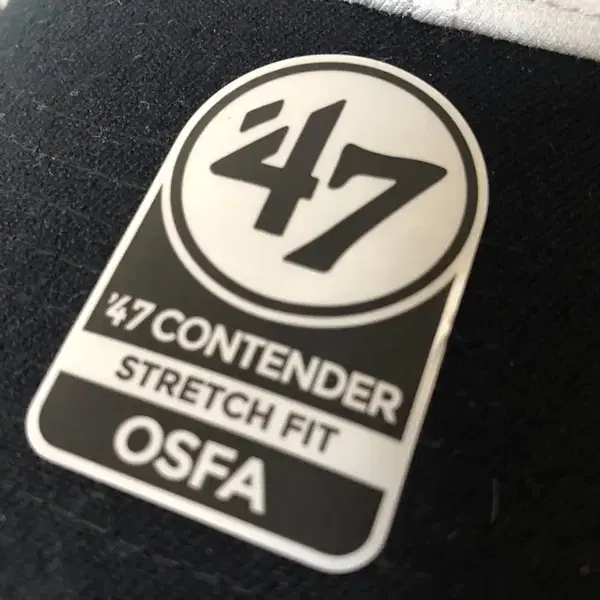 '47
'47 CONTENDER
STRETCH FIT
OSFA